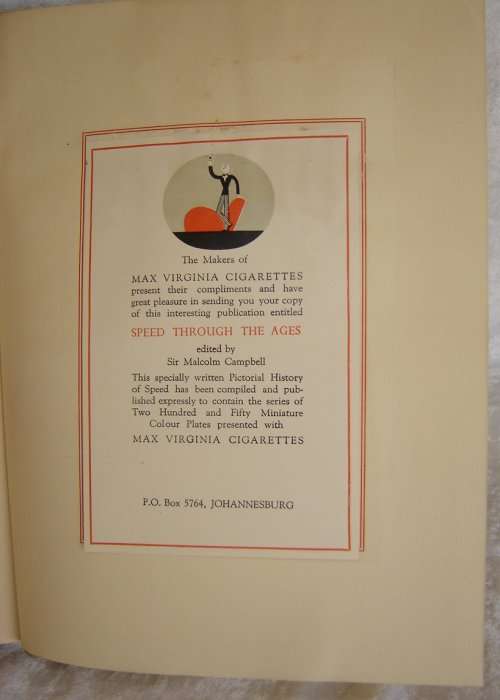 The Makers of
MAX VIRGINIA CIGARETTES
present their compliments and have
great pleasure in sending you your copy
of this interesting publication entitled
SPEED THROUGH THE AGES
edited by
Sir Malcolm Campbell
This specially written Pictorial History
of Speed has been compiled and pub-
lished expressly to contain the series of
Two Hundred and Fifty Miniature
Colour Plates presented with
MAX VIRGINIA CIGARETTES
P.O. Box 5764, JOHANNESBURG